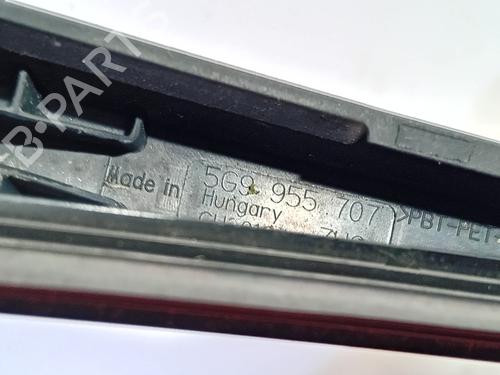 Made in
5G9 955 707
Hungary
>PBT-PET
B-PARTS